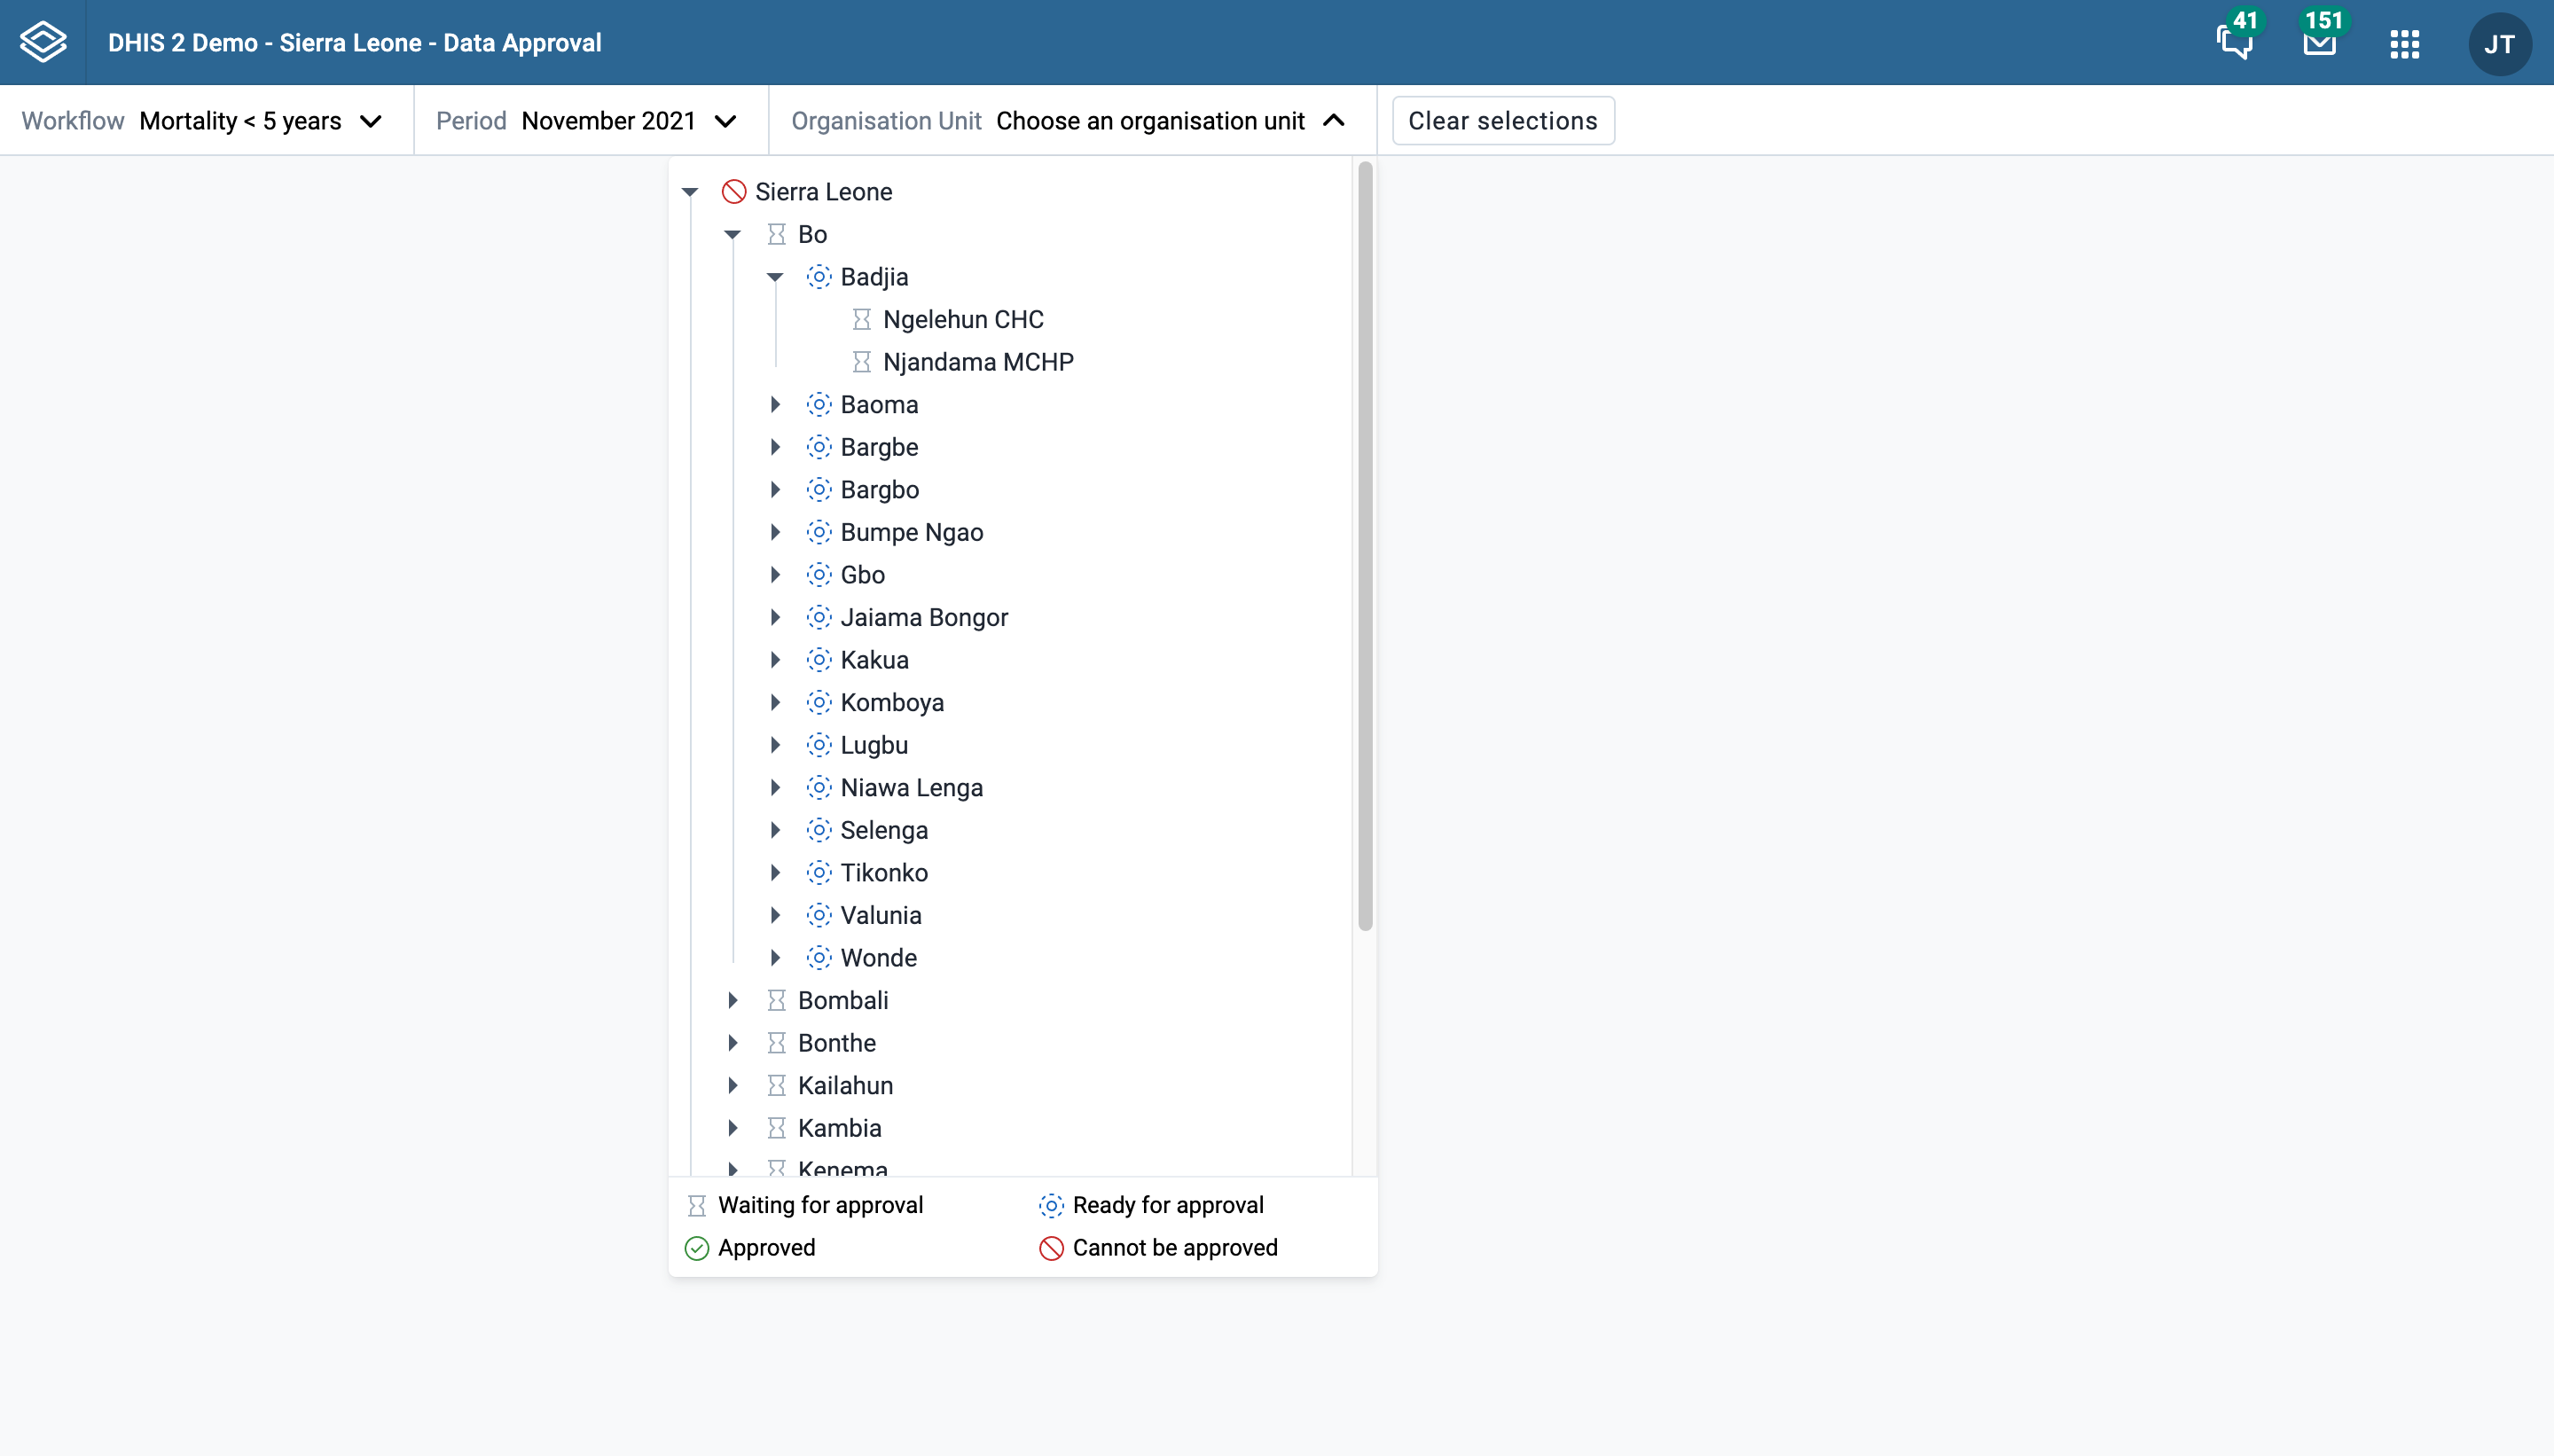 DHIS 2 Demo - Sierra Leone - Data Approval
41
151
JT
Workflow Mortality < 5 years
Period November 2021
Organisation Unit Choose an organisation unit
Clear selections
Sierra Leone
Bo
Badjia
Ngelehun CHC
Njandama MCHP
Baoma
Bargbe
Bargbo
Bumpe Ngao
Gbo
Jaiama Bongor
Kakua
Komboya
Lugbu
Niawa Lenga
Selenga
Tikonko
Valunia
Wonde
Bombali
Bonthe
Kailahun
Kambia
Kenema
Waiting for approval
Ready for approval
Approved
Cannot be approved